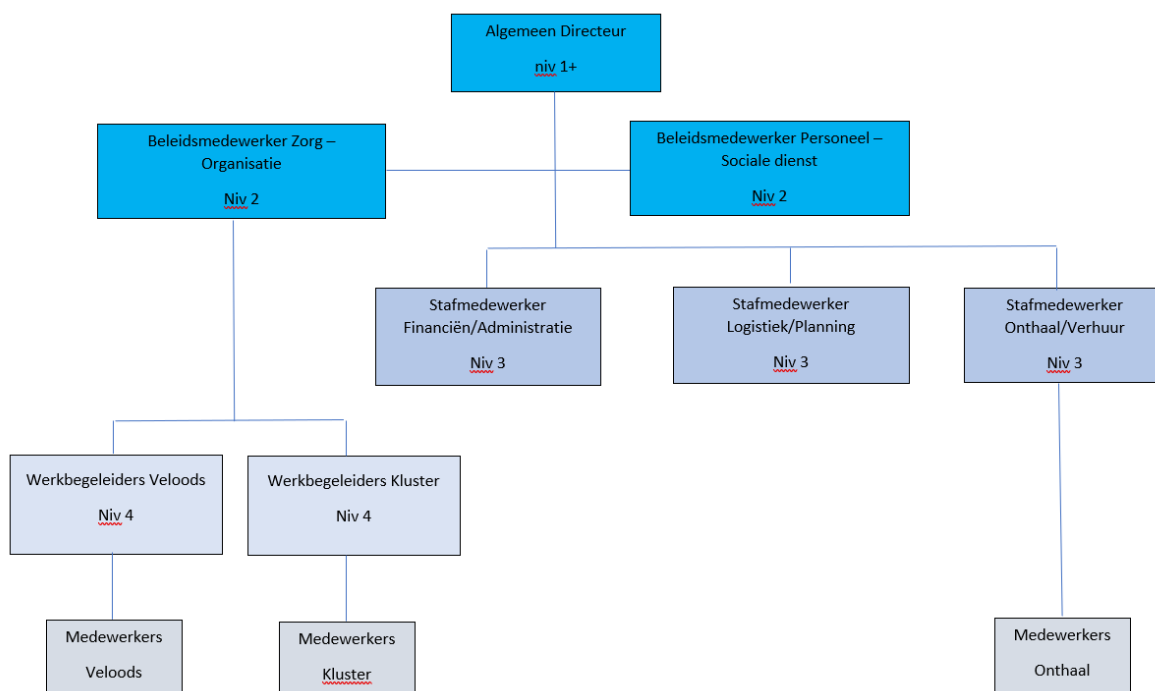 Algemeen Directeur
niv 1+
Beleidsmedewerker Zorg –
Organisatie
Niv 2
Beleidsmedewerker Personeel –
Sociale dienst
Niv 2
Stafmedewerker
Financiën/Administratie
Niv 3
Stafmedewerker
Logistiek/Planning
Niv 3
Stafmedewerker
Onthaal/Verhuur
Niv 3
Werkbegeleiders Veloods
Niv 4
Werkbegeleiders Kluster
Niv 4
Medewerkers
Veloods
Medewerkers
Kluster
Medewerkers
Onthaal